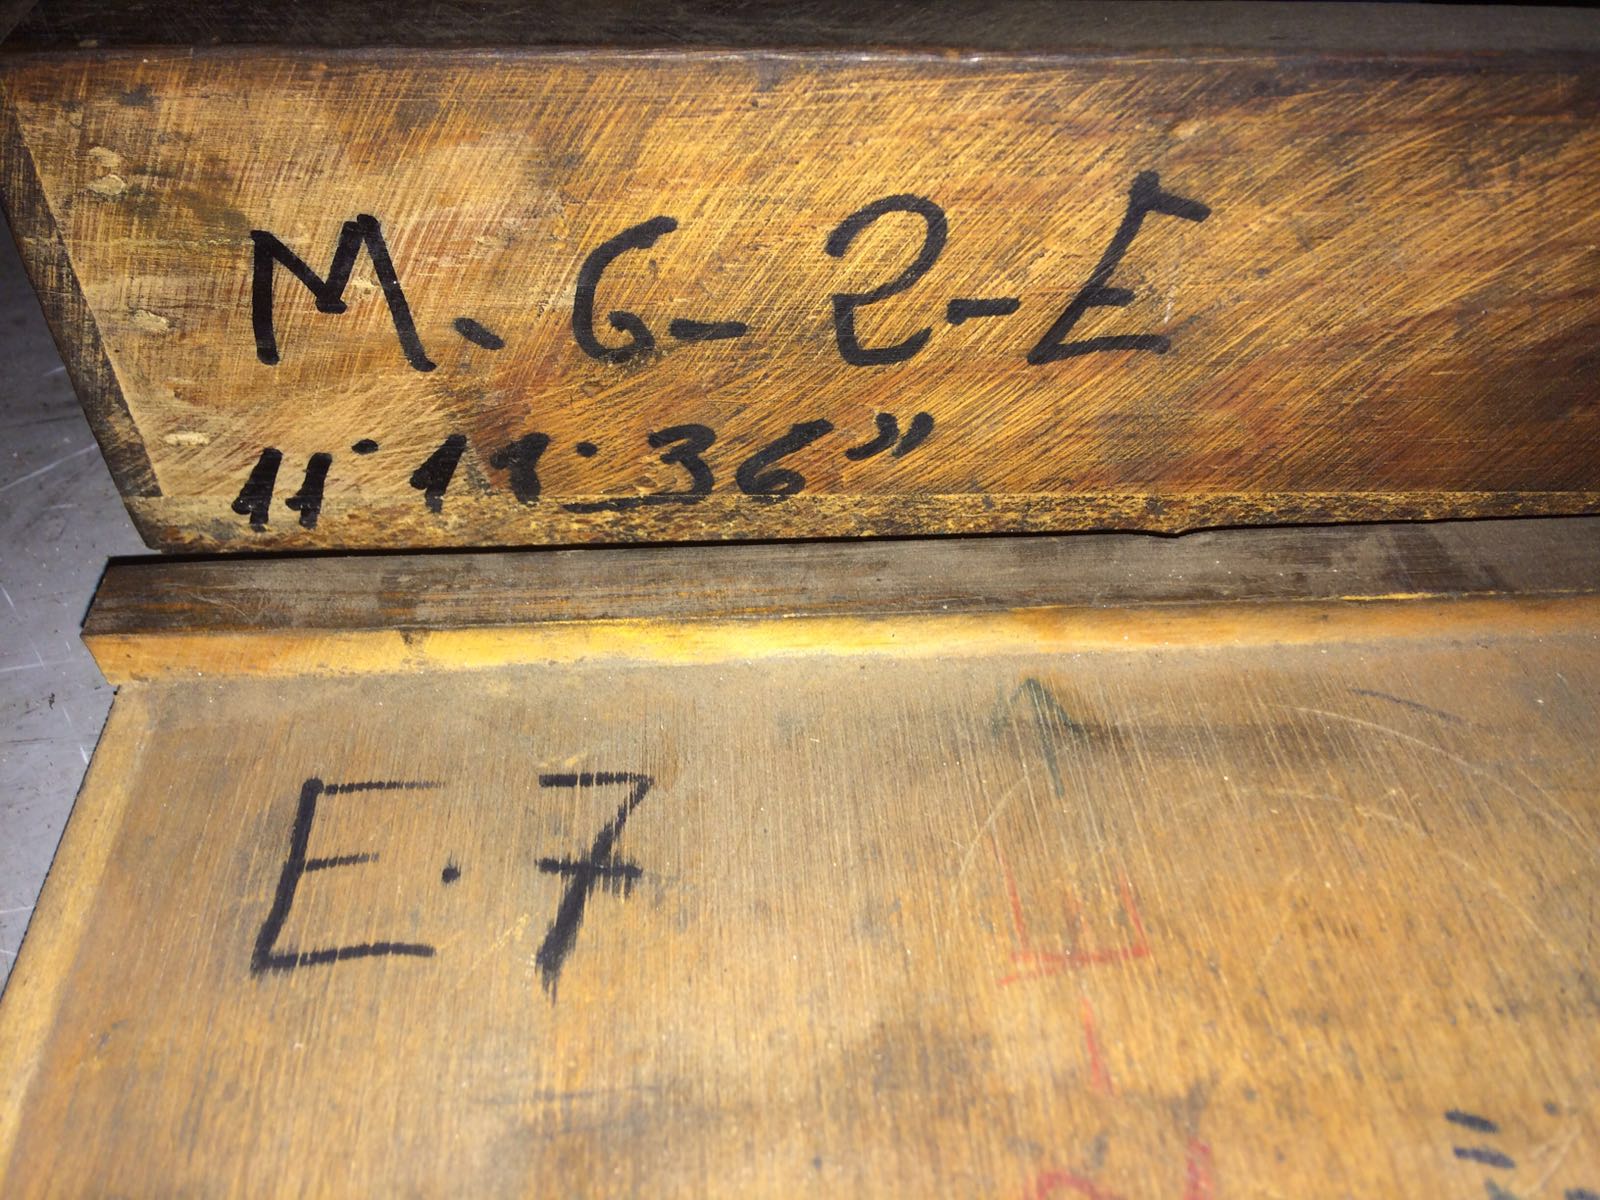 M. G-2-E
11° 11' 36"
E.7